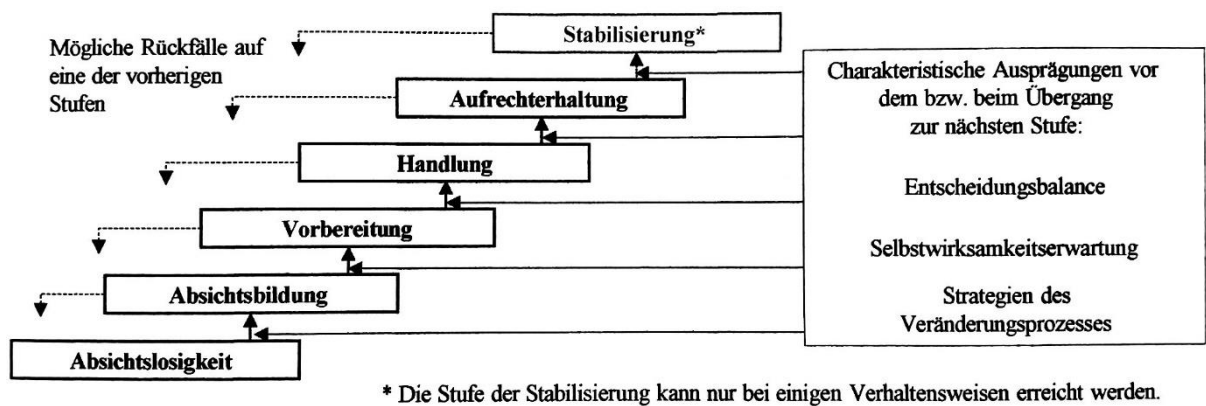 Stabilisierung*
Mögliche Rückfälle auf
eine der vorherigen
Stufen
Aufrechterhaltung
Handlung
Vorbereitung
Absichtsbildung
Absichtslosigkeit
Charakteristische Ausprägungen vor
dem bzw. beim Übergang
zur nächsten Stufe:
Entscheidungsbalance
Selbstwirksamkeitserwartung
Strategien des
Veränderungsprozesses
* Die Stufe der Stabilisierung kann nur bei einigen Verhaltensweisen erreicht werden.